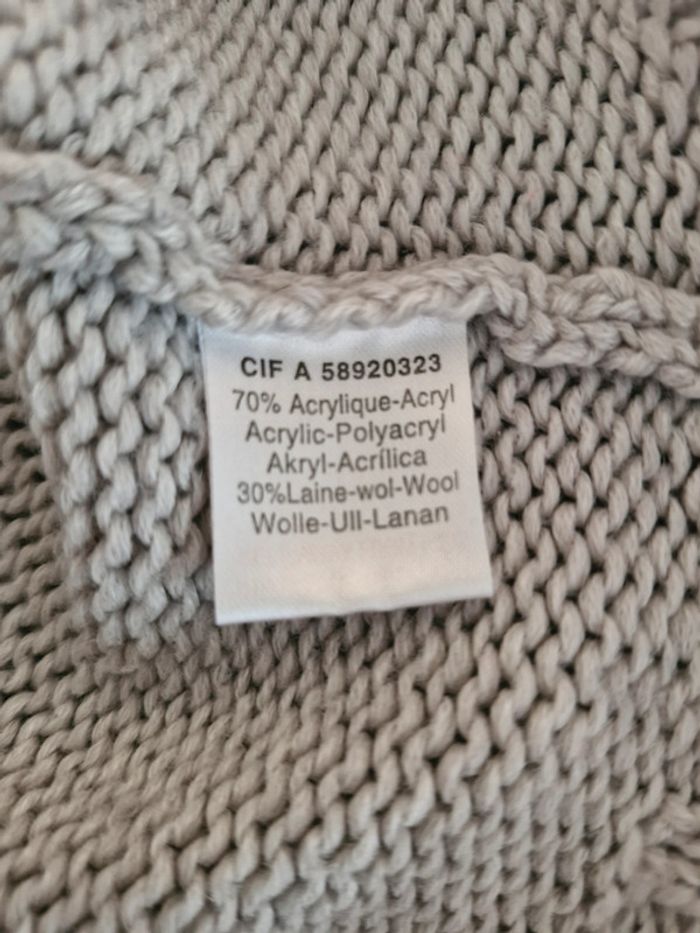 CIF A 58920323
70% Acrylique-Acryl
Acrylic-Polyacryl
Akryl-Acrílica
30%Laine-wol-Wool
Wolle-Ull-Lanan